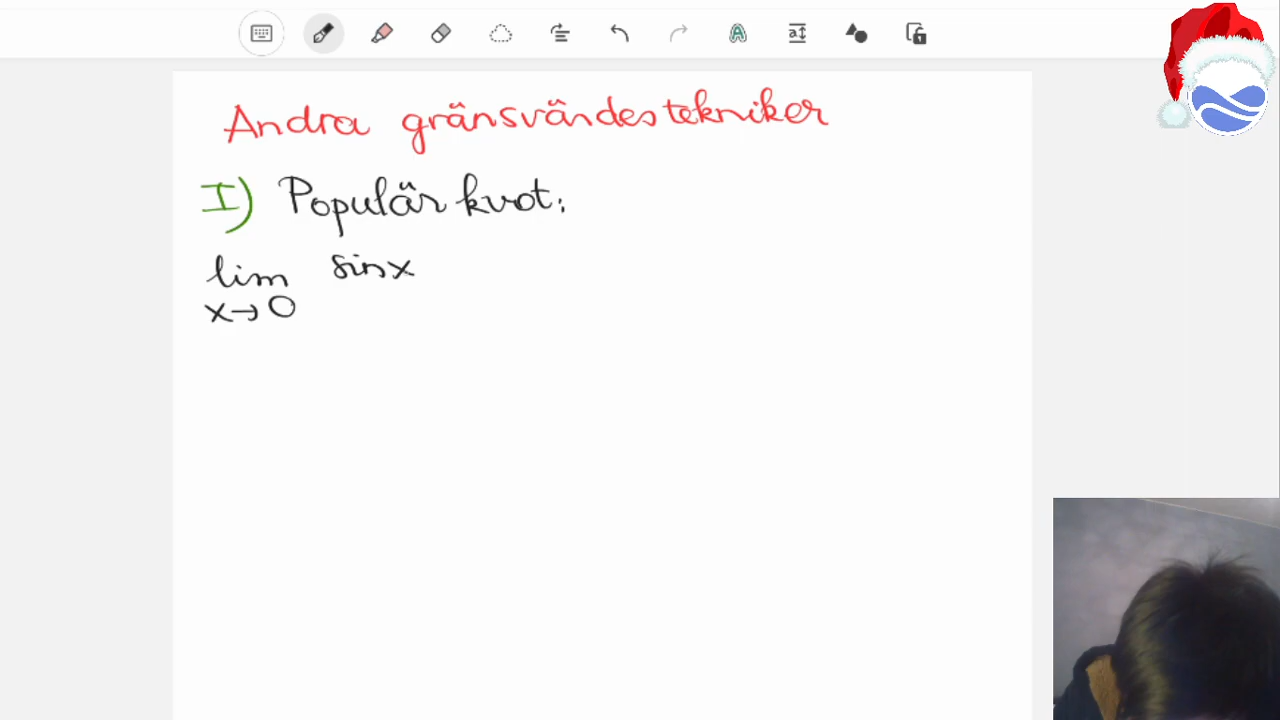 Andra gränsvärdestekniker
I) Populär kvot:
lim sinx
x→0